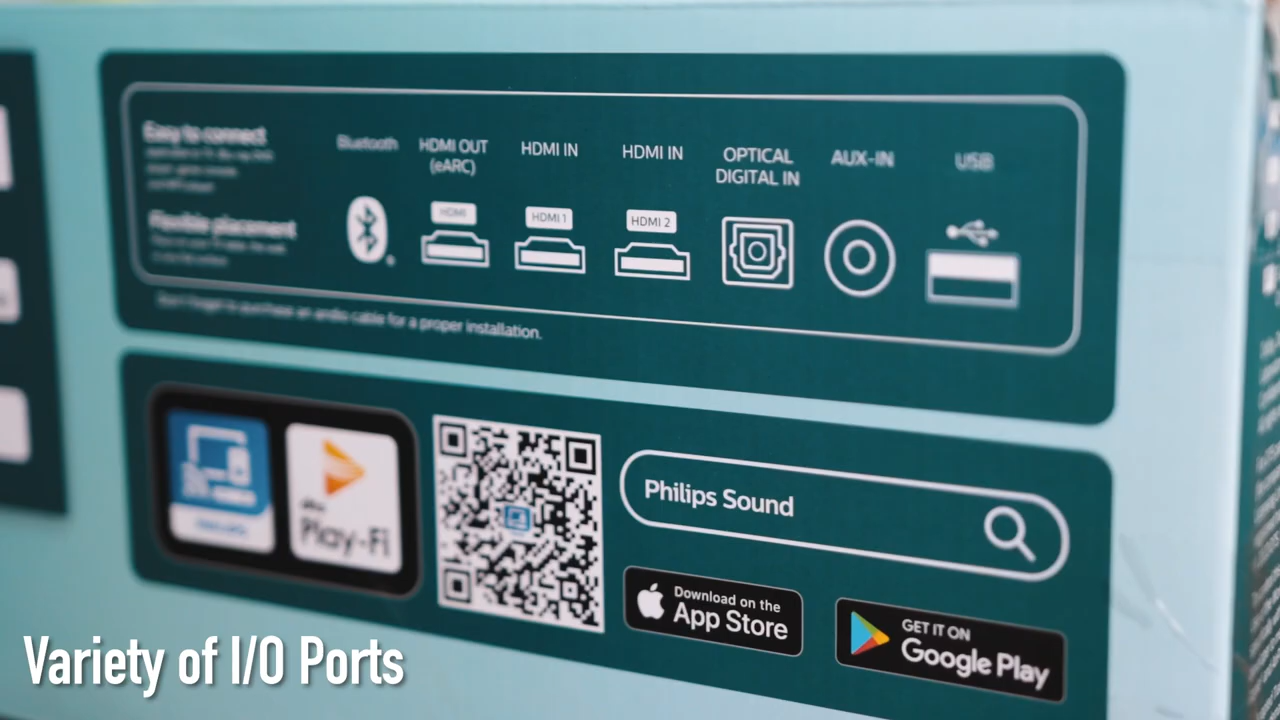 Easy to connect
Flexible placement
Bluetooth
HDMI OUT
(eARC)
HDMI IN
HDMI IN
OPTICAL
DIGITAL IN
AUX-IN
USB
HDMI
HDMI 1
HDMI 2
Don't forget to purchase an audio cable for a proper installation.
Play-Fi
Philips Sound
Download on the
App Store
GET IT ON
Google Play
Variety of I/O Ports